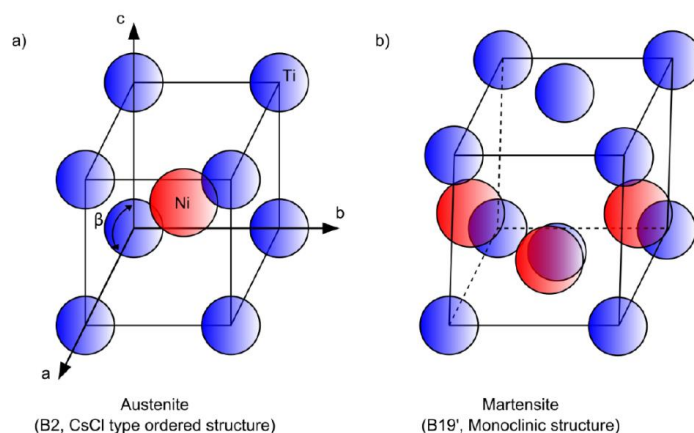 a)
c
b)
Ti
Ni
β
b
a
Austenite
(B2, CsCl type ordered structure)
Martensite
(B19', Monoclinic structure)